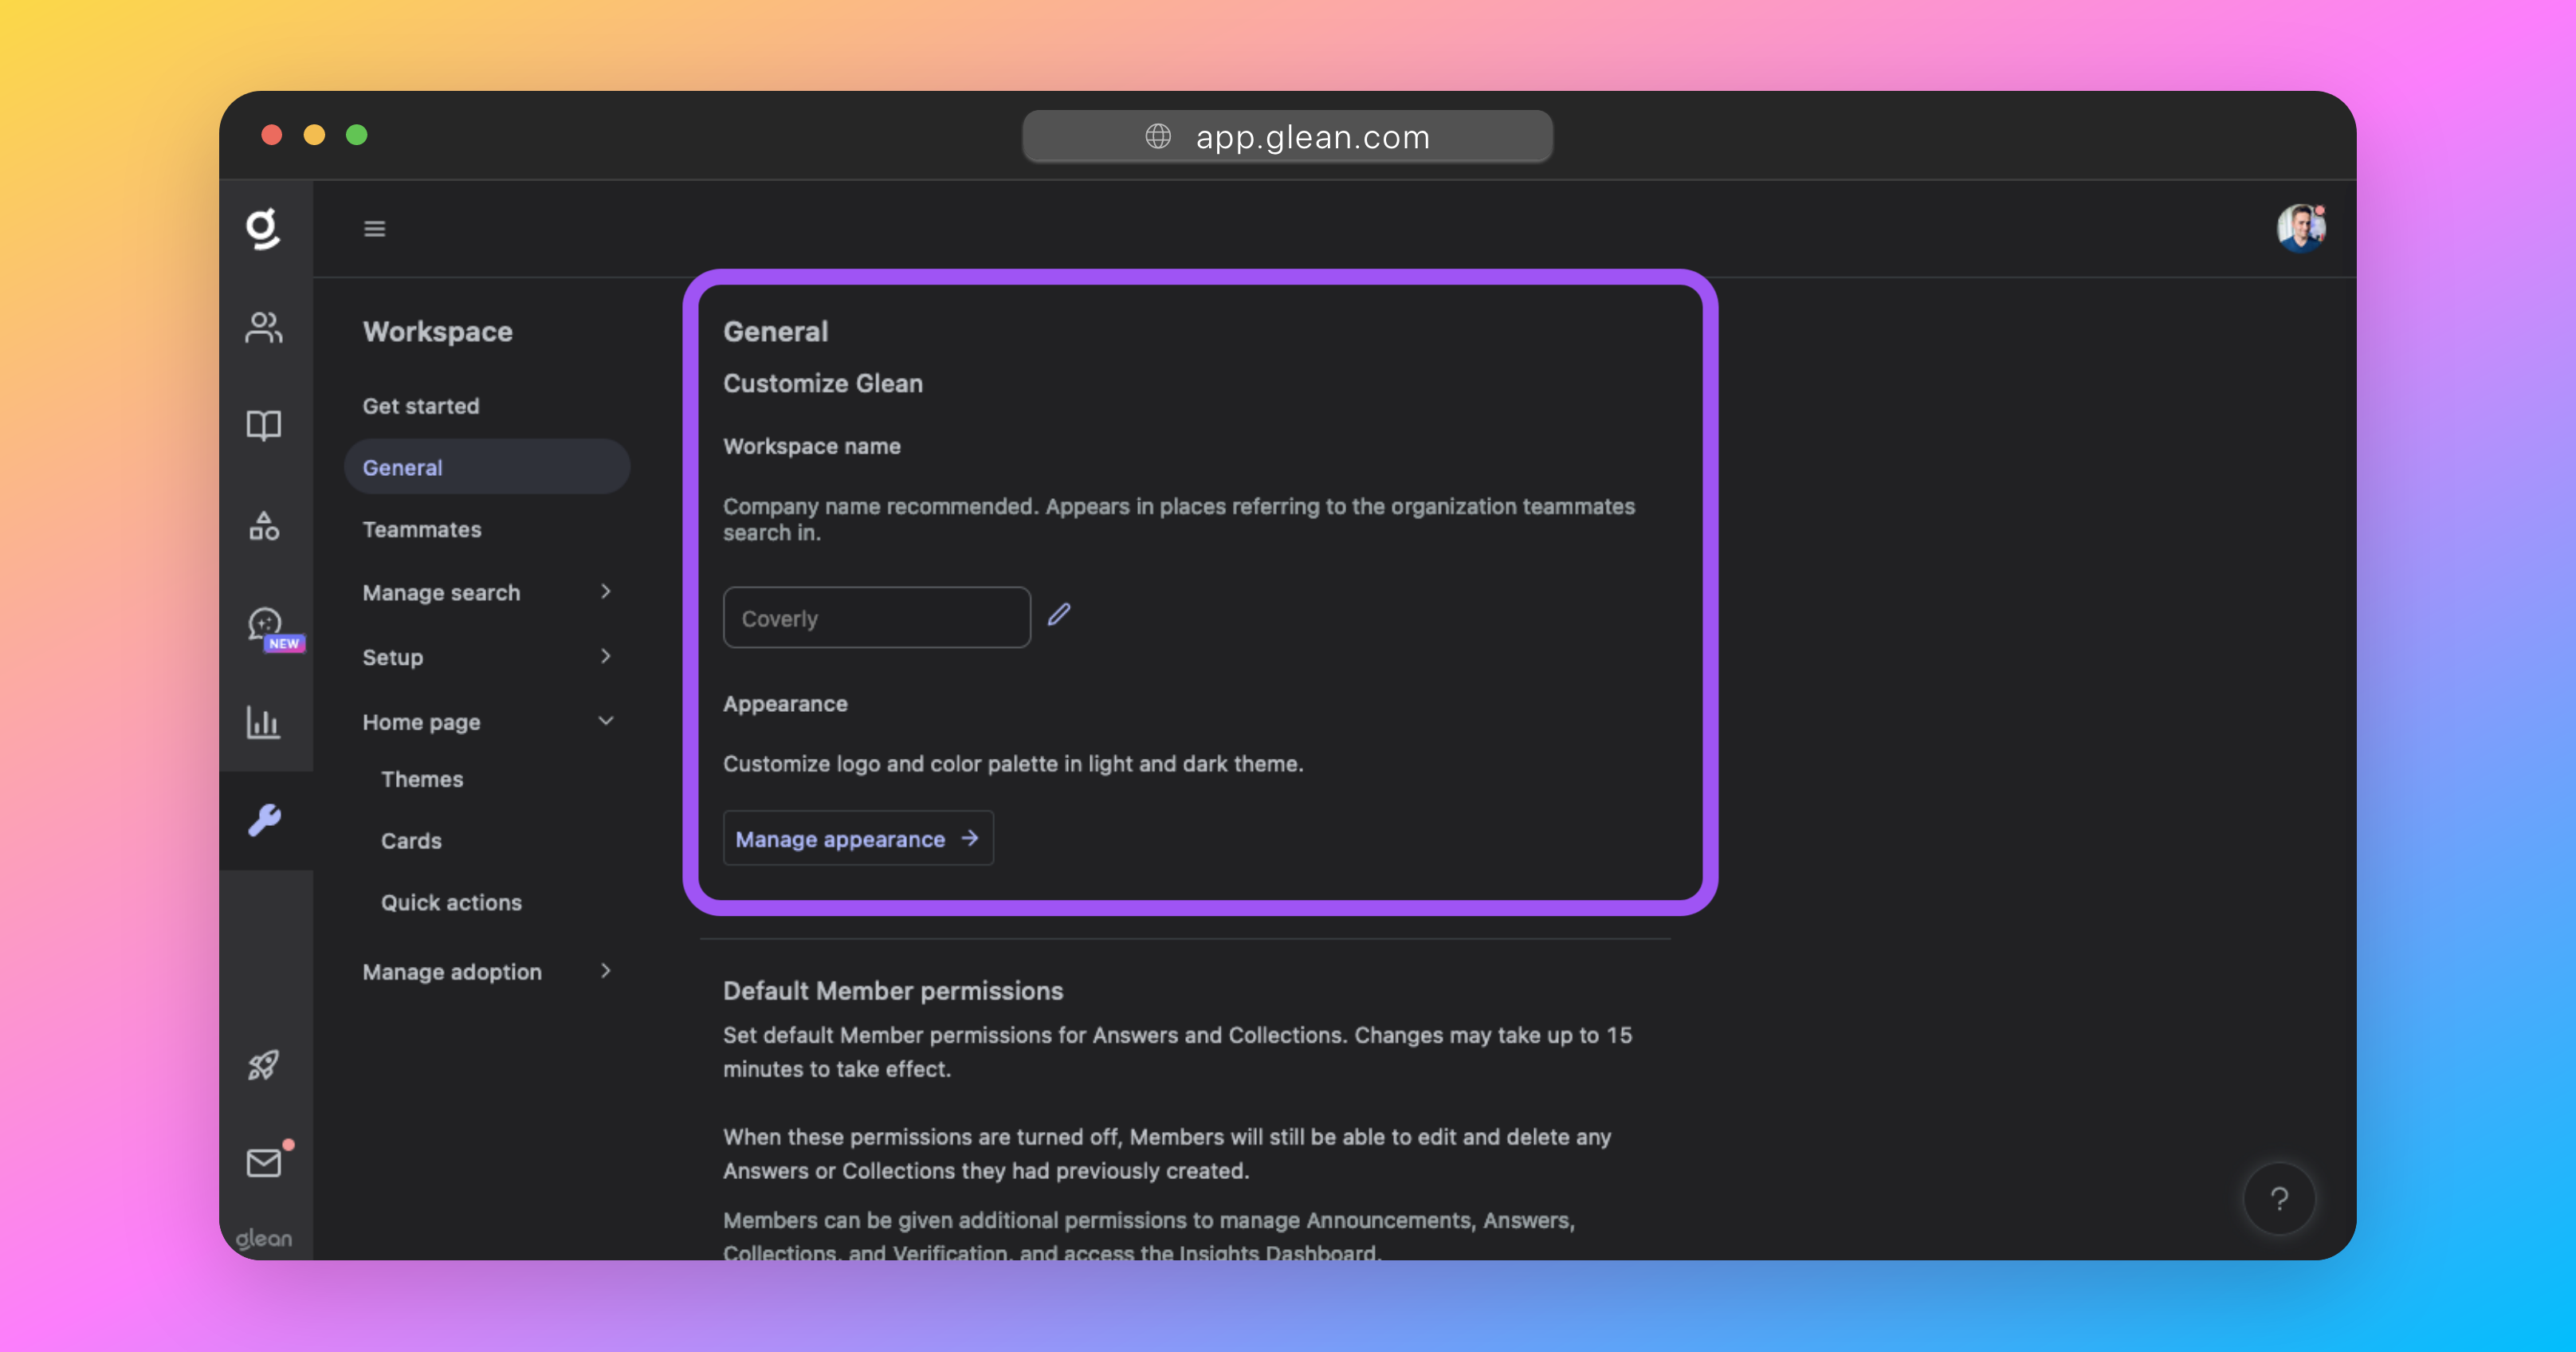 app.glean.com
g
NEW
glean
Workspace
Get started
General
Teammates
Manage search
Setup
Home page
Themes
Cards
Quick actions
Manage adoption
General
Customize Glean
Workspace name
Company name recommended. Appears in places referring to the organization teammates
search in.
Coverly
Appearance
Customize logo and color palette in light and dark theme.
Manage appearance →
Default Member permissions
Set default Member permissions for Answers and Collections. Changes may take up to 15
minutes to take effect.
When these permissions are turned off, Members will still be able to edit and delete any
Answers or Collections they had previously created.
Members can be given additional permissions to manage Announcements, Answers,
Collections, and Verification, and access the Insights Dashboard.
?